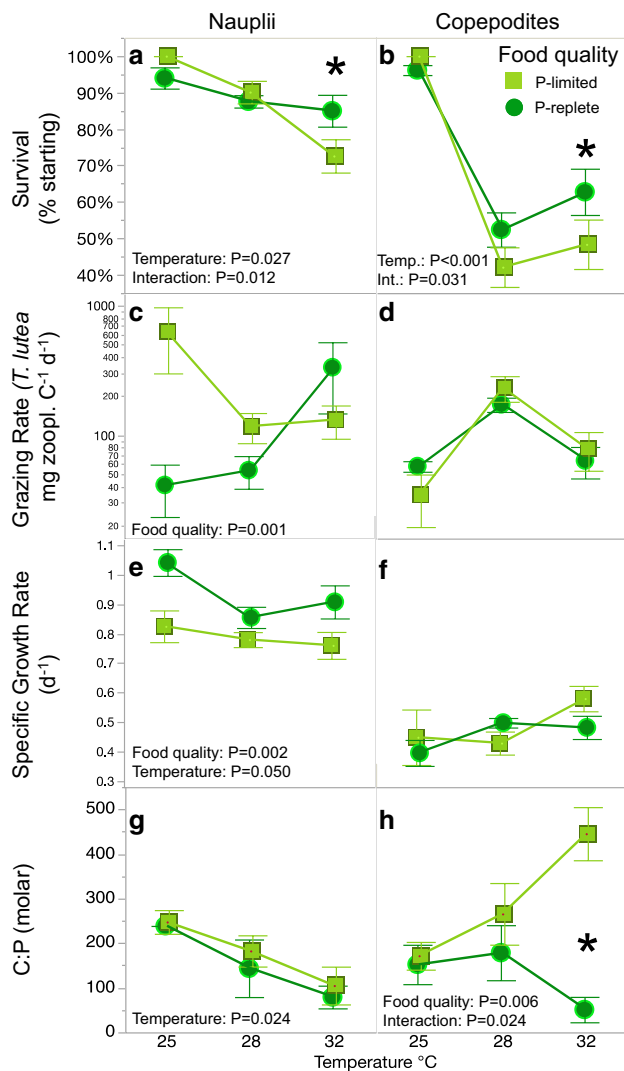 Nauplii
Copepodites
Survival
(% starting)
100%
90%
80%
70%
60%
50%
40%
a
*
Temperature: P=0.027
Interaction: P=0.012
b
Food quality
P-limited
P-replete
*
Temp.: P<0.001
Int.: P=0.031
Grazing Rate (T. lutea
mg zoopl. C⁻¹ d⁻¹)
1000
800
700
600
500
400
300
200
100
80
70
60
50
40
30
20
c
Food quality: P=0.001
d
Specific Growth Rate
(d⁻¹)
1.1
1
0.9
0.8
0.7
0.6
0.5
0.4
0.3
e
Food quality: P=0.002
Temperature: P=0.050
f
C:P (molar)
500
400
300
200
100
0
g
Temperature: P=0.024
h
*
Food quality: P=0.006
Interaction: P=0.024
25
28
32
25
28
32
Temperature °C